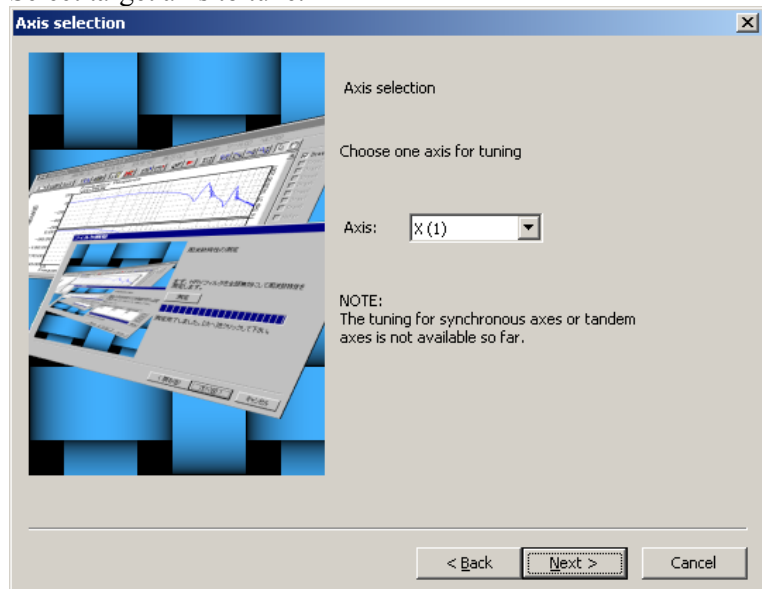 Axis selection
Axis selection
Choose one axis for tuning
Axis:
X (1)
NOTE:
The tuning for synchronous axes or tandem
axes is not available so far.
< Back
Next >
Cancel